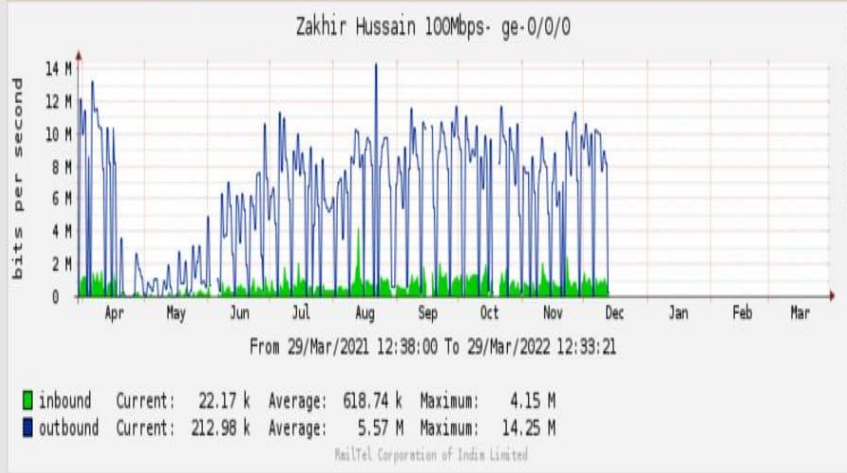 Zakhir Hussain 100Mbps- ge-0/0/0
bits per second
14 M
12 M
10 M
8 M
6 M
4 M
2 M
0
Apr May Jun Jul Aug Sep Oct Nov Dec Jan Feb Mar
From 29/Mar/2021 12:38:00 To 29/Mar/2022 12:33:21
inbound Current: 22.17 k Average: 618.74 k Maximum: 4.15 M
outbound Current: 212.98 k Average: 5.57 M Maximum: 14.25 M
RailTel Corporation of India Limited